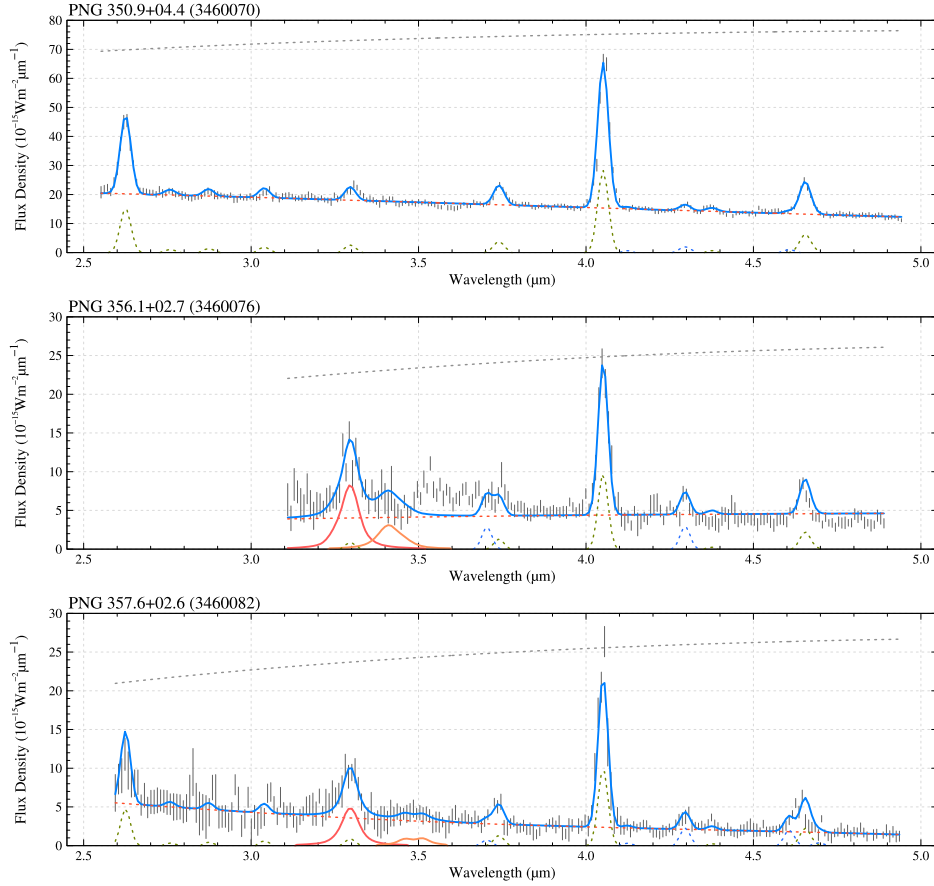 PNG 350.9+04.4 (3460070)
80
70
60
50
40
30
20
10
0
Flux Density (10⁻¹⁵Wm⁻²μm⁻¹)
2.5 3.0 3.5 4.0 4.5 5.0
Wavelength (μm)
PNG 356.1+02.7 (3460076)
30
25
20
15
10
5
0
Flux Density (10⁻¹⁵Wm⁻²μm⁻¹)
2.5 3.0 3.5 4.0 4.5 5.0
Wavelength (μm)
PNG 357.6+02.6 (3460082)
30
25
20
15
10
5
0
Flux Density (10⁻¹⁵Wm⁻²μm⁻¹)
2.5 3.0 3.5 4.0 4.5 5.0
Wavelength (μm)